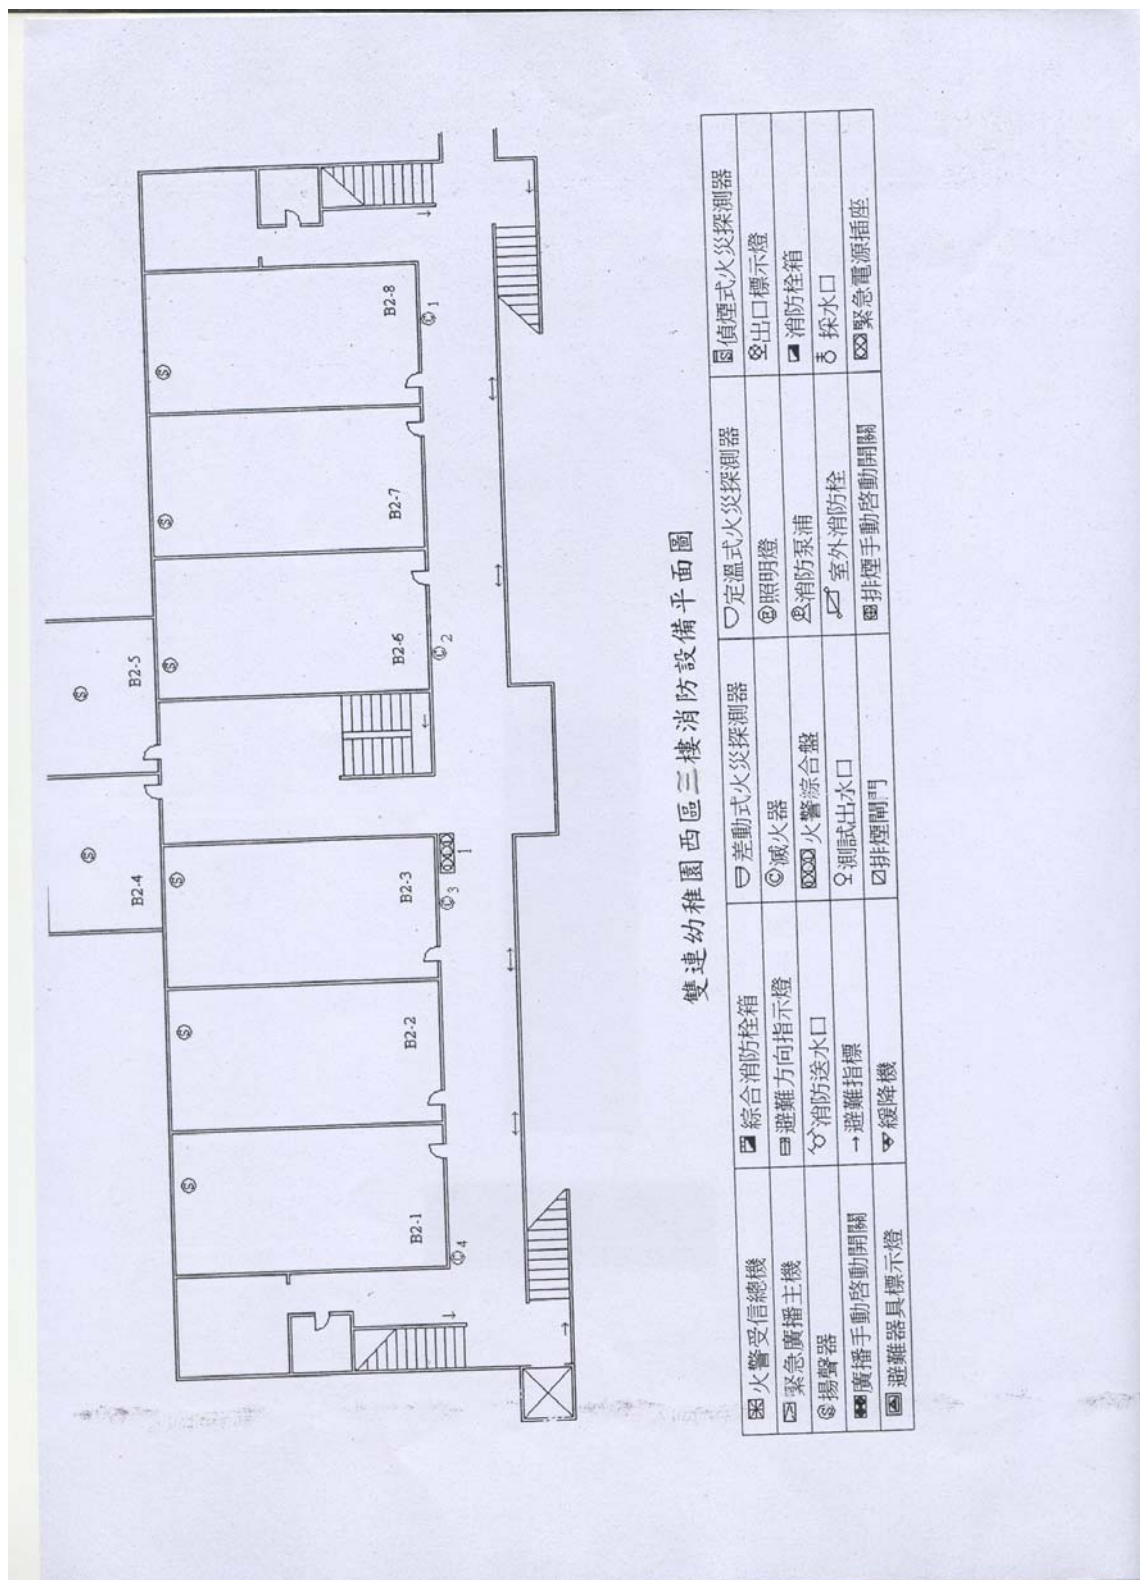 B2-4
B2-5
B2-1
B2-2
B2-3
B2-6
B2-7
B2-8
4
3
1
2
1
雙連幼稚園西區三樓消防設備平面圖
火警受信總機
綜合消防栓箱
差動式火災探測器
定溫式火災探測器
偵煙式火災探測器
緊急廣播主機
避難方向指示燈
滅火器
照明燈
出口標示燈
揚聲器
消防送水口
火警綜合盤
消防泵浦
消防栓箱
廣播手動啓動開關
避難指標
測試出水口
室外消防栓
採水口
避難器具標示燈
緩降機
排煙閘門
排煙手動啓動開關
緊急電源插座